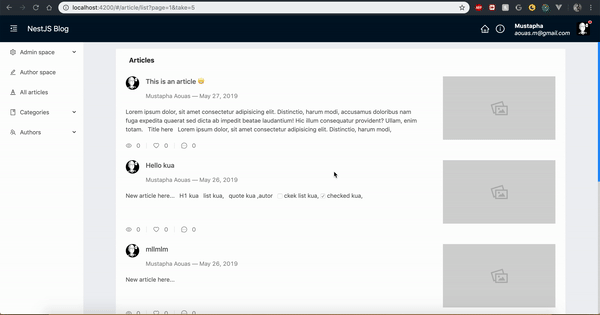 localhost:4200/#/article/list?page=1&take=5
NestJS Blog
Mustapha
aouas.m@gmail.com
Admin space
Author space
All articles
Categories
Authors
Articles
This is an article 😄
Mustapha Aouas — May 27, 2019
Lorem ipsum dolor, sit amet consectetur adipisicing elit. Distinctio, harum modi, accusamus doloribus nam
fuga expedita quaerat sed dicta ab impedit beatae laudantium! Hic illum consequatur provident? Ullam, enim
totam. Title here Lorem ipsum dolor, sit amet consectetur adipisicing elit. Distinctio, harum modi,
0 0 0
Hello kua
Mustapha Aouas — May 26, 2019
New article here... H1 kua list kua, quote kua ,autor ckek list kua, ✓ checked kua,
0 0 0
mllmlm
Mustapha Aouas — May 26, 2019
New article here...
0 0 0